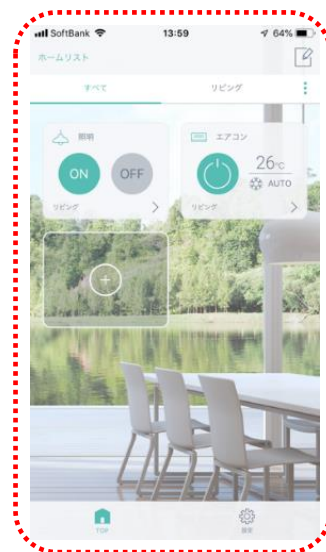 SoftBank 13:59 64%
ホームリスト
すべて リビング
照明 エアコン
ON OFF 26℃
AUTO
リビング リビング
TOP 設定